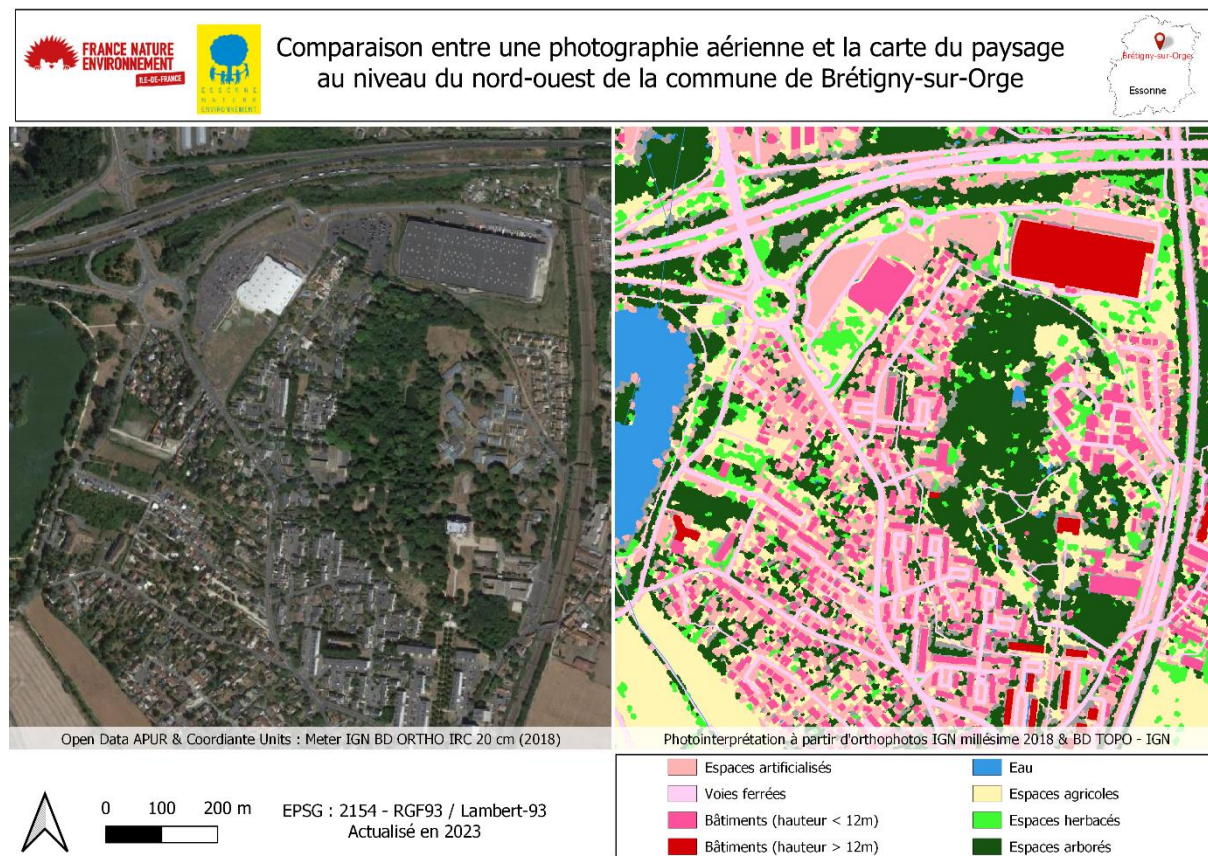 FRANCE NATURE
ENVIRONNEMENT
ILE-DE-FRANCE
ESSONNE
NATURE
ENVIRONNEMENT
Comparaison entre une photographie aérienne et la carte du paysage
au niveau du nord-ouest de la commune de Brétigny-sur-Orge
Brétigny-sur-Orge
Essonne
Open Data APUR & Coordiante Units : Meter IGN BD ORTHO IRC 20 cm (2018)
Photointerprétation à partir d'orthophotos IGN millésime 2018 & BD TOPO - IGN
0 100 200 m
EPSG : 2154 - RGF93 / Lambert-93
Actualisé en 2023
Espaces artificialisés
Voies ferrées
Bâtiments (hauteur < 12m)
Bâtiments (hauteur > 12m)
Eau
Espaces agricoles
Espaces herbacés
Espaces arborés